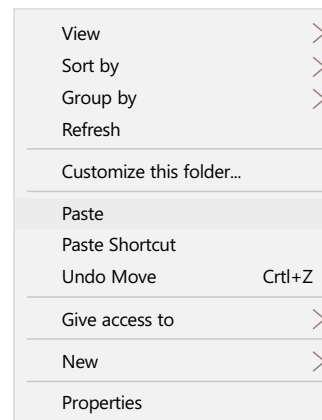 View
Sort by
Group by
Refresh
Customize this folder...
Paste
Paste Shortcut
Undo Move Crtl+Z
Give access to
New
Properties